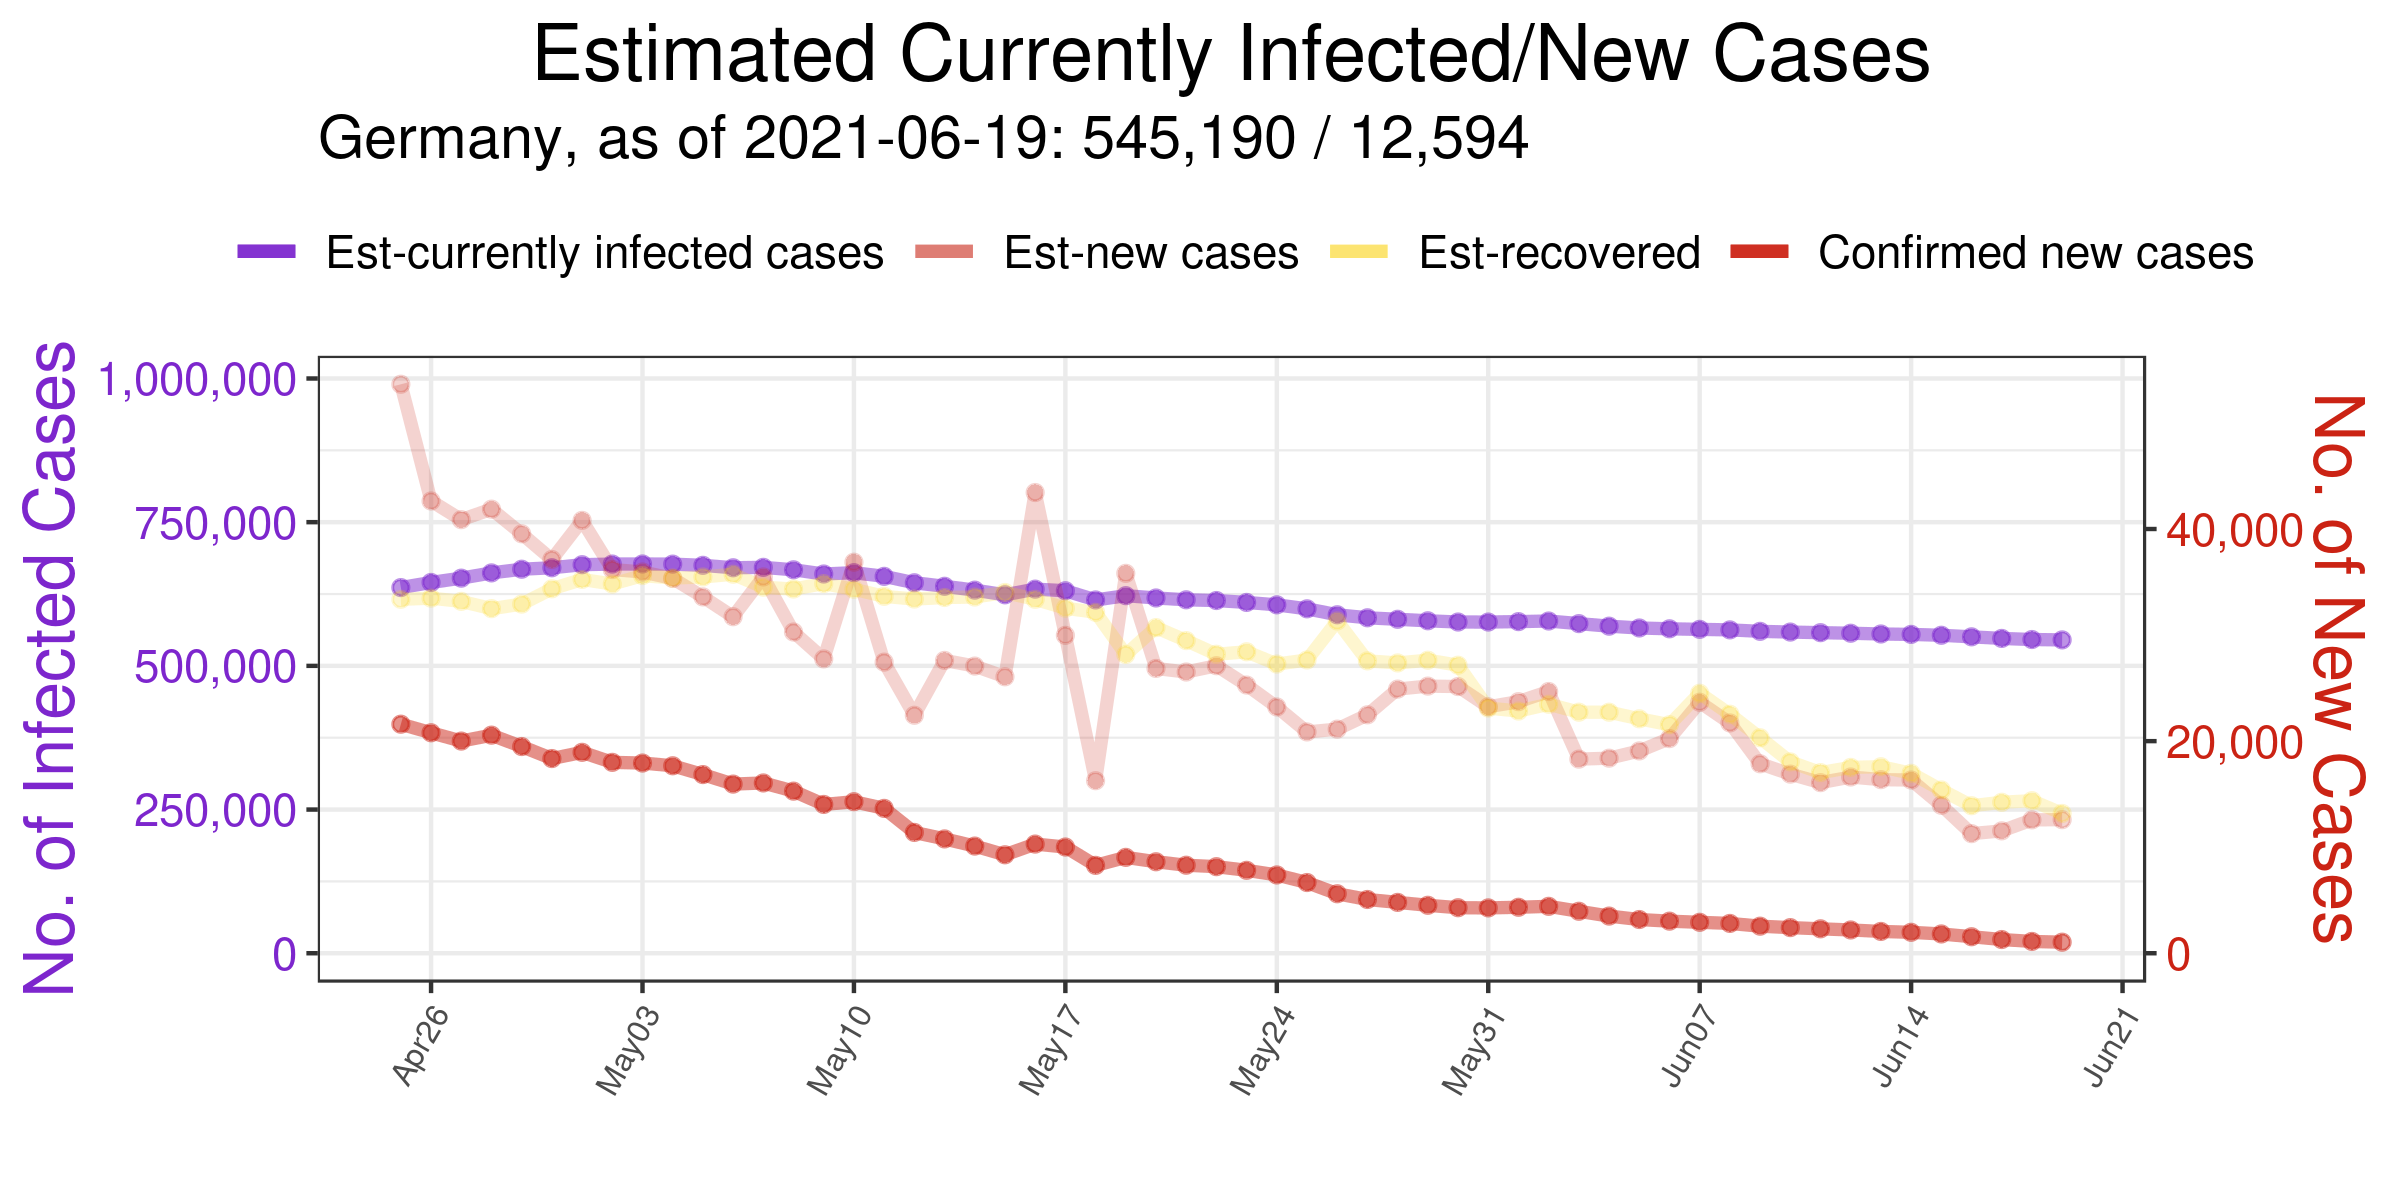 Estimated Currently Infected/New Cases
Germany, as of 2021-06-19: 545,190 / 12,594
Est-currently infected cases Est-new cases Est-recovered Confirmed new cases
No. of Infected Cases
1,000,000
750,000
500,000
250,000
0
40,000
20,000
0
No. of New Cases
Apr26 May03 May10 May17 May24 May31 Jun07 Jun14 Jun21